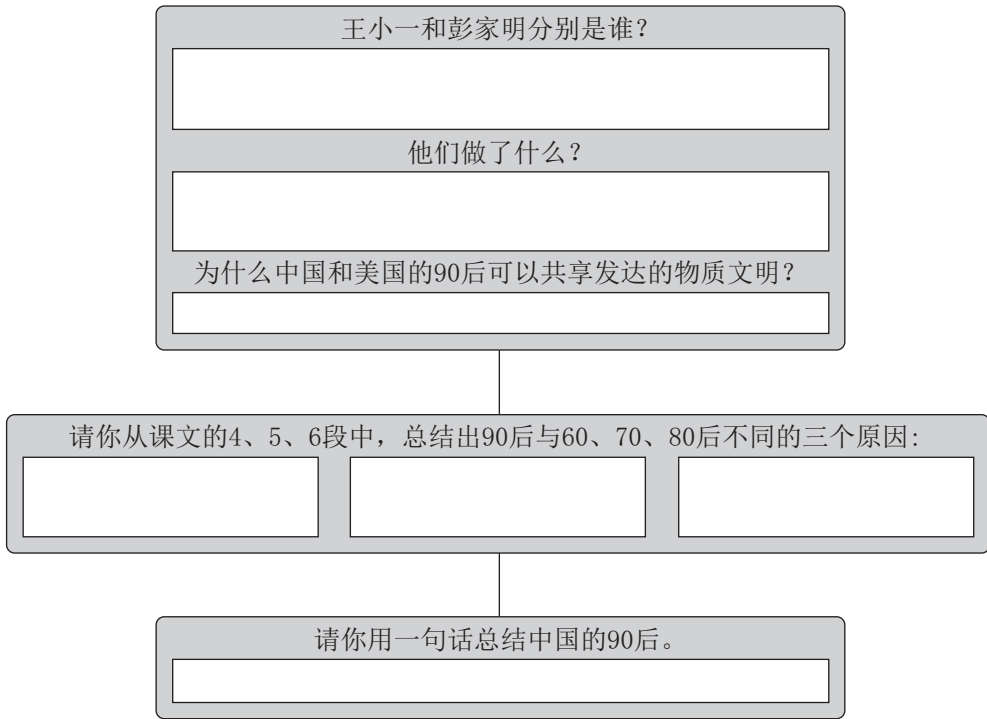 王小一和彭家明分别是谁？
他们做了什么？
为什么中国和美国的90后可以共享发达的物质文明？
请你从课文的4、5、6段中，总结出90后与60、70、80后不同的三个原因：
请你用一句话总结中国的90后。